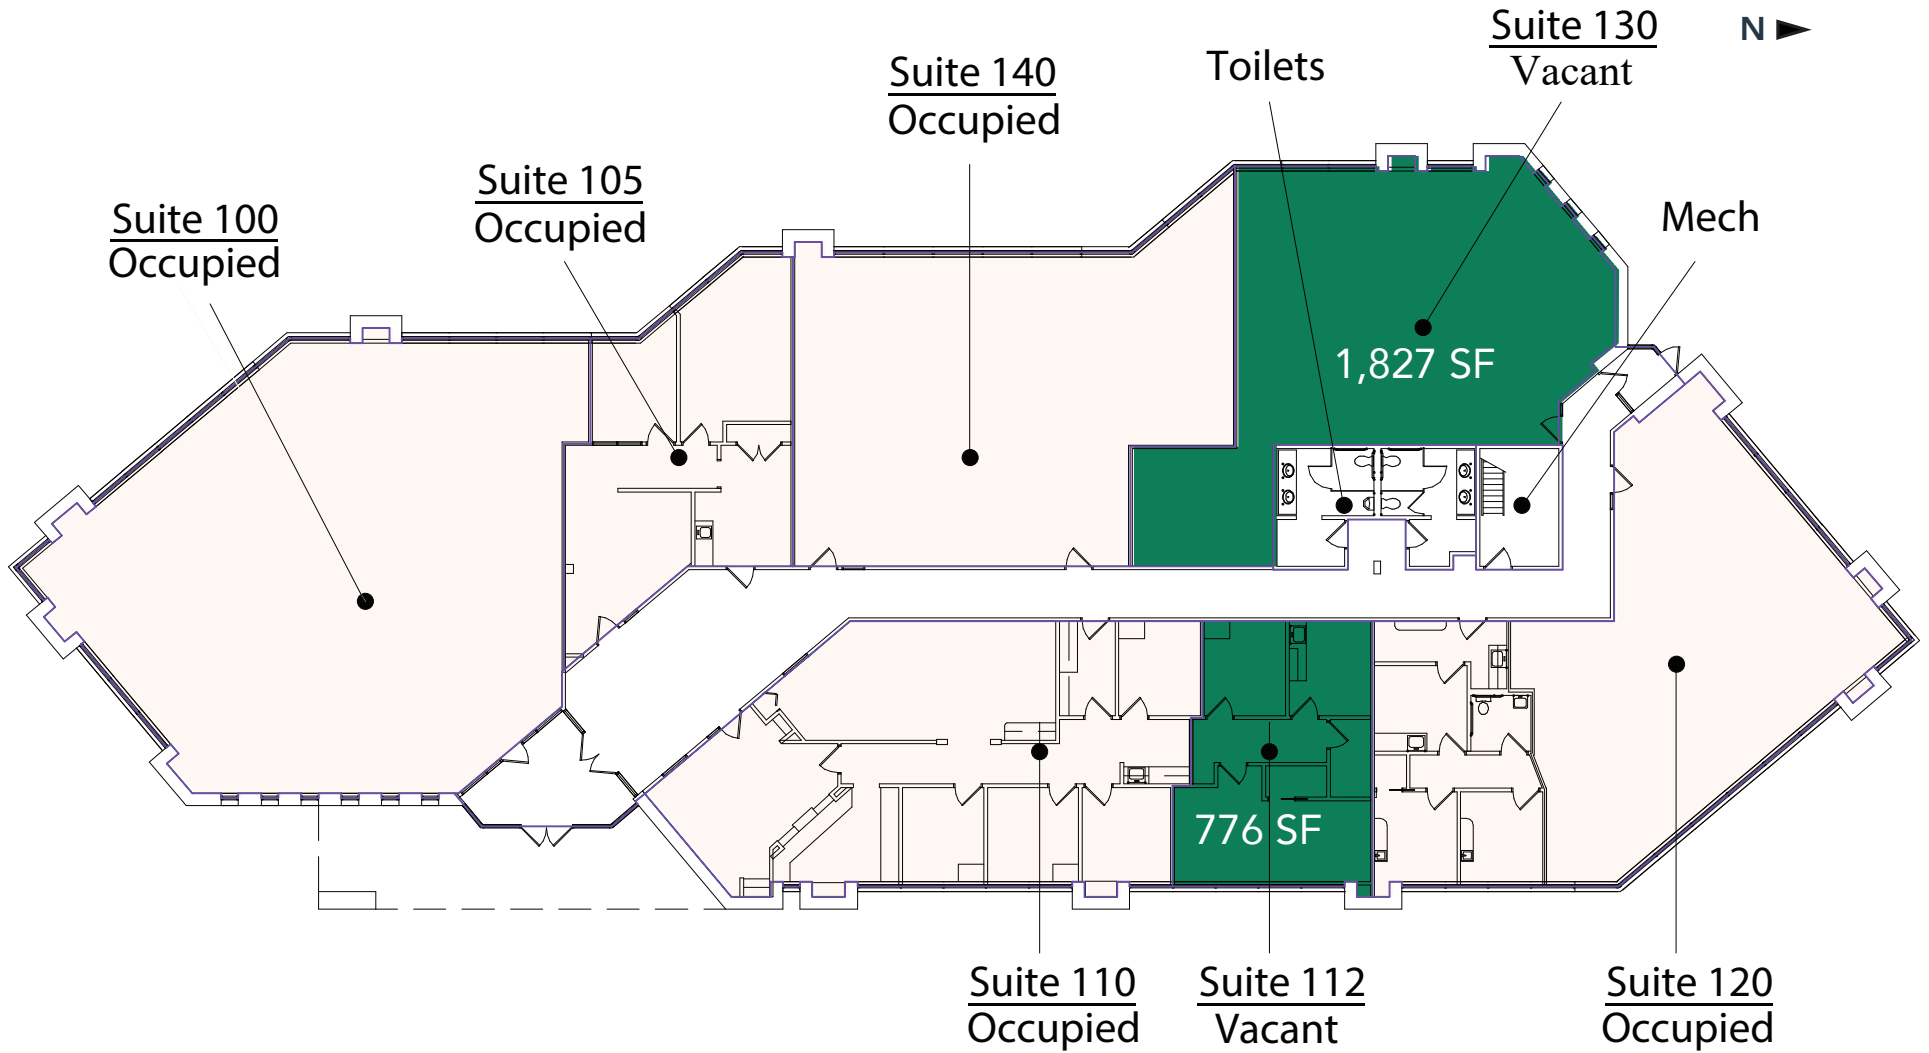 Suite 130
Vacant
N
Toilets
Suite 140
Occupied
Suite 105
Occupied
Suite 100
Occupied
Mech
1,827 SF
776 SF
Suite 110
Occupied
Suite 112
Vacant
Suite 120
Occupied